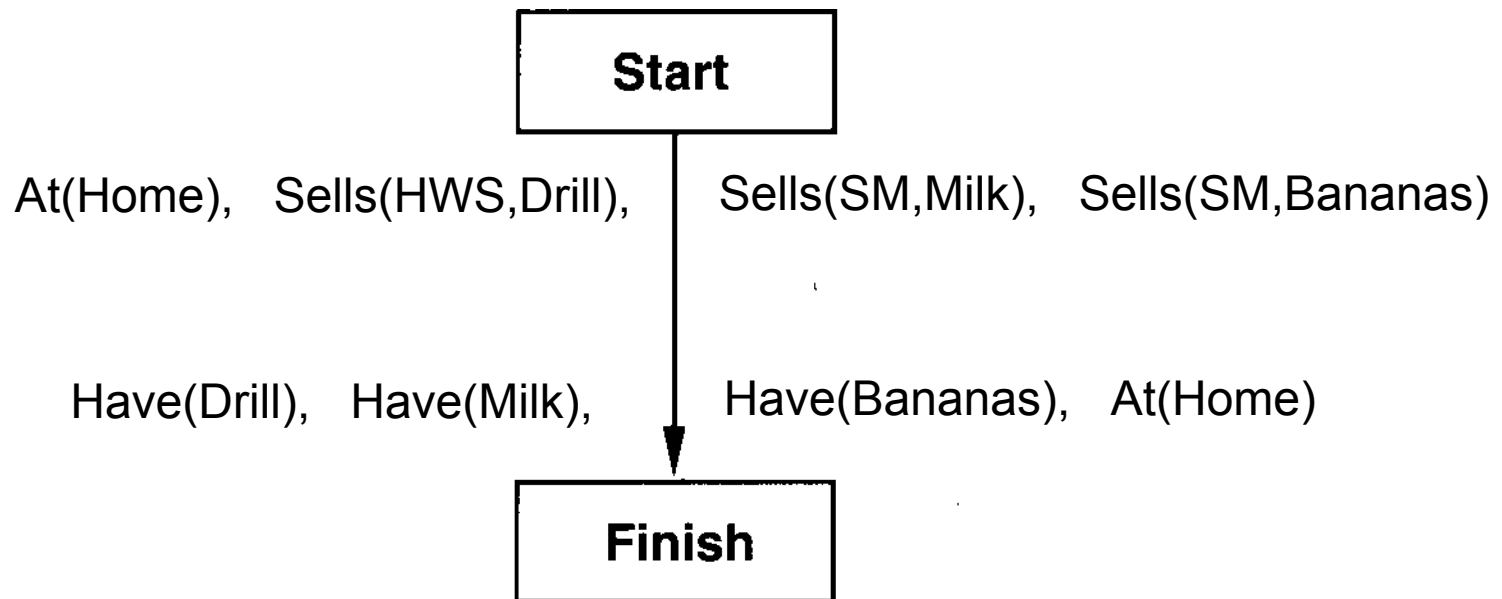 Start
At(Home), Sells(HWS,Drill), Sells(SM,Milk), Sells(SM,Bananas)
Have(Drill), Have(Milk), Have(Bananas), At(Home)
Finish